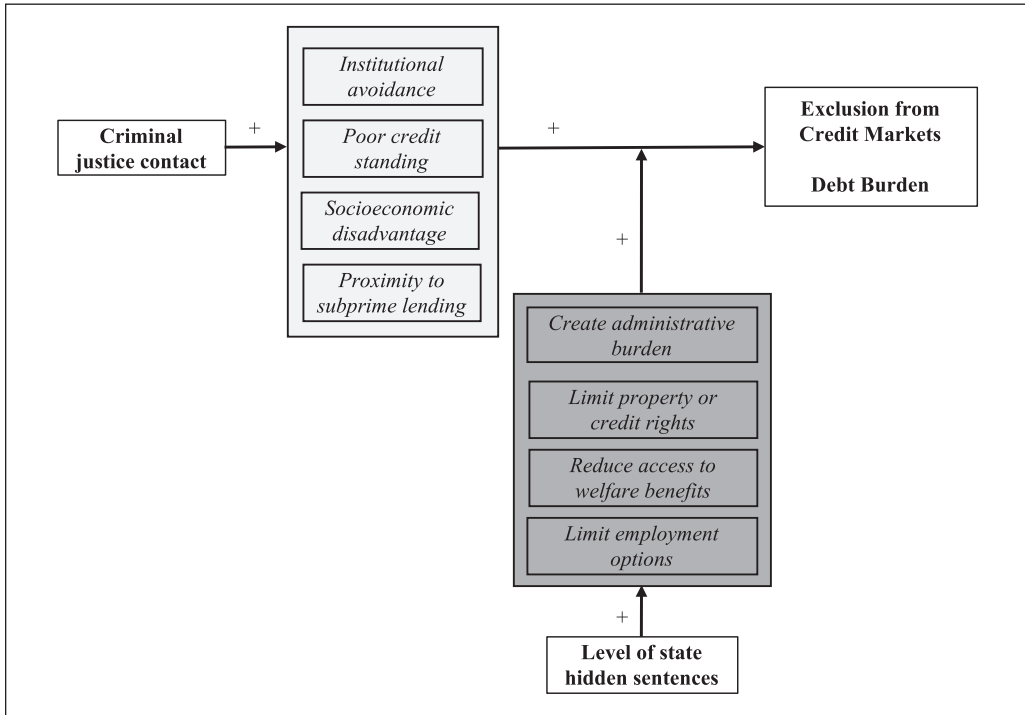 Criminal
justice contact
+
Institutional
avoidance
Poor credit
standing
Socioeconomic
disadvantage
Proximity to
subprime lending
+
Exclusion from
Credit Markets
Debt Burden
+
Create administrative
burden
Limit property or
credit rights
Reduce access to
welfare benefits
Limit employment
options
+
Level of state
hidden sentences